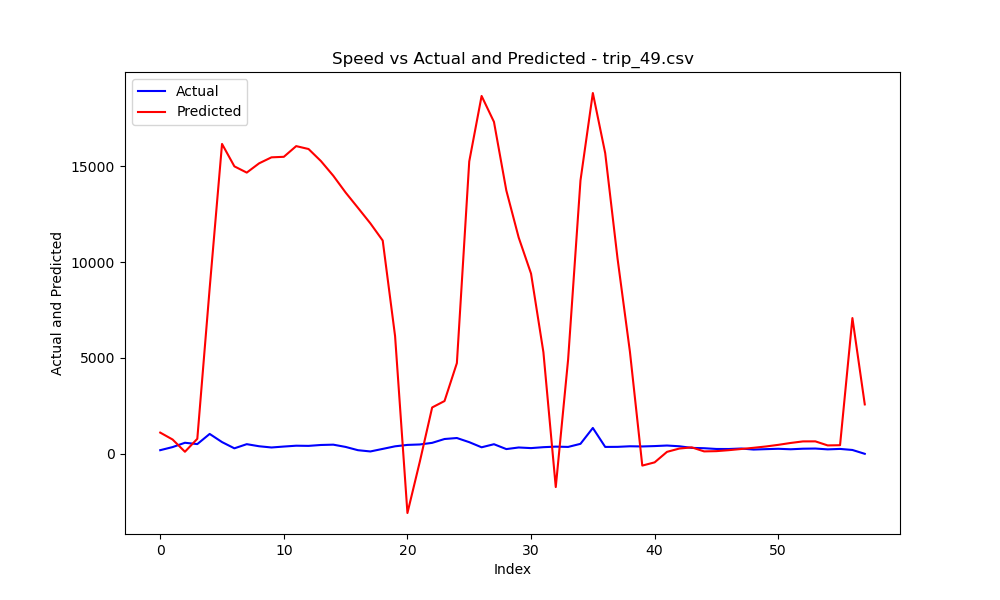 Speed vs Actual and Predicted - trip_49.csv
Actual
Predicted
Actual and Predicted
15000
10000
5000
0
0 10 20 30 40 50
Index